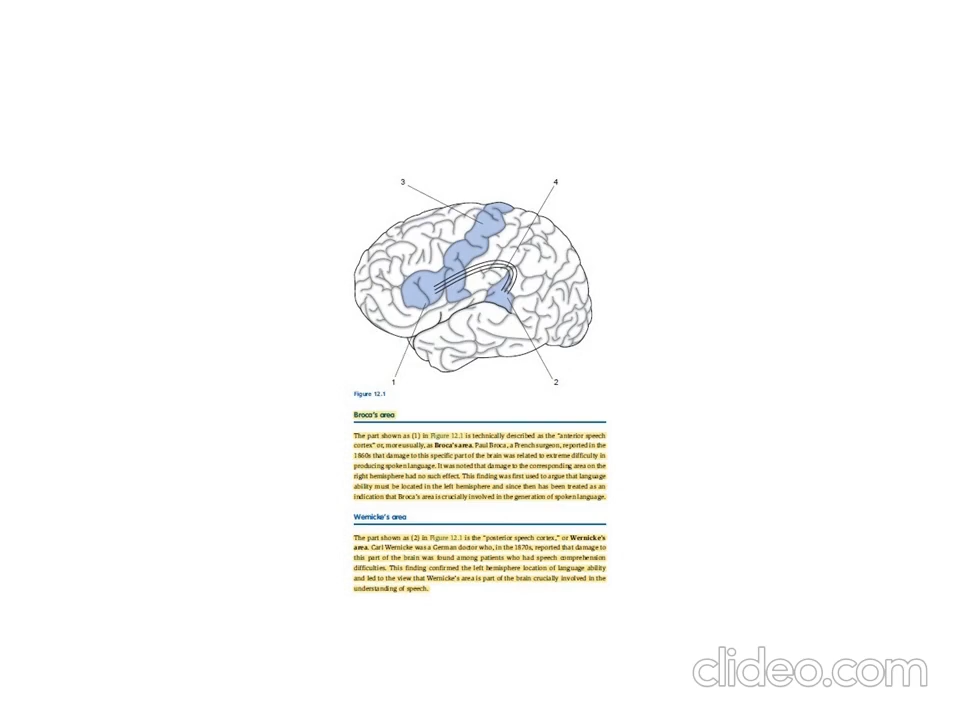 3 4
1 2
Figure 12.1
Broca's area
The part shown as (1) in Figure 12.1 is technically described as the "anterior speech
cortex" or, more usually, as Broca's area. Paul Broca, a French surgeon, reported in the
1860s that damage to this specific part of the brain was related to extreme difficulty in
producing spoken language. It was noted that damage to the corresponding area on the
right hemisphere had no such effect. This finding was first used to argue that language
ability must be located in the left hemisphere and since then has been treated as an
indication that Broca's area is crucially involved in the generation of spoken language.
Wernicke's area
The part shown as (2) in Figure 12.1 is the "posterior speech cortex," or Wernicke's
area. Carl Wernicke was a German doctor who, in the 1870s, reported that damage to
this part of the brain was found among patients who had speech comprehension
difficulties. This finding confirmed the left hemisphere location of language ability
and led to the view that Wernicke's area is part of the brain crucially involved in the
understanding of speech.
clideo.com